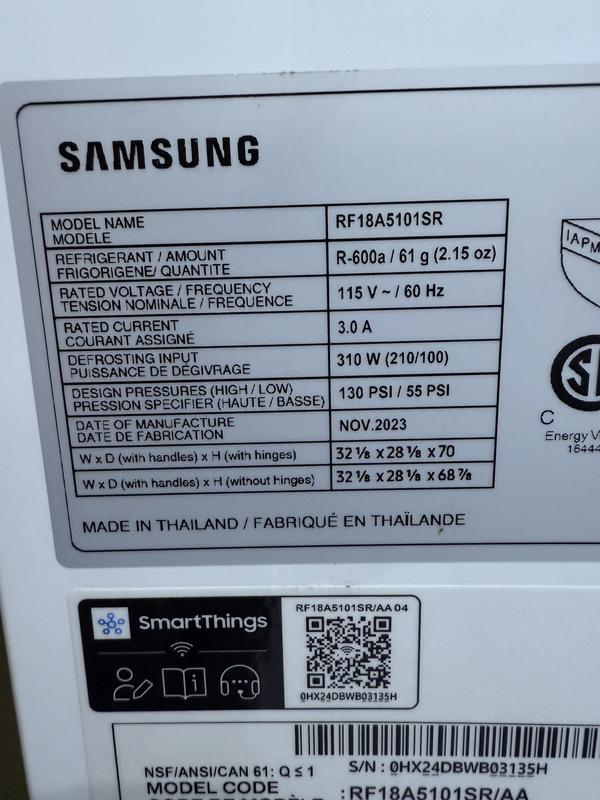 SAMSUNG
MODEL NAME
MODELE
RF18A5101SR
REFRIGERANT / AMOUNT
FRIGORIGENE/ QUANTITE
R-600a / 61 g (2.15 oz)
RATED VOLTAGE / FREQUENCY
TENSION NOMINALE / FREQUENCE
115 V ~ / 60 Hz
RATED CURRENT
COURANT ASSIGNÉ
3.0 A
DEFROSTING INPUT
PUISSANCE DE DÉGIVRAGE
310 W (210/100)
DESIGN PRESSURES (HIGH / LOW)
PRESSION SPECIFIER (HAUTE / BASSE)
130 PSI / 55 PSI
DATE OF MANUFACTURE
DATE DE FABRICATION
NOV.2023
W x D (with handles) x H (with hinges)
32 ⅛ x 28 ⅛ x 70
W x D (with handles) x H (without hinges)
32 ⅛ x 28 ⅛ x 68 ⅞
MADE IN THAILAND / FABRIQUÉ EN THAÏLANDE
IAPM
C
Energy V
16444
SmartThings
RF18A5101SR/AA 04
0HX24DBWB03135H
NSF/ANSI/CAN 61: Q ≤ 1
S/N : 0HX24DBWB03135H
MODEL CODE
: RF18A5101SR/AA